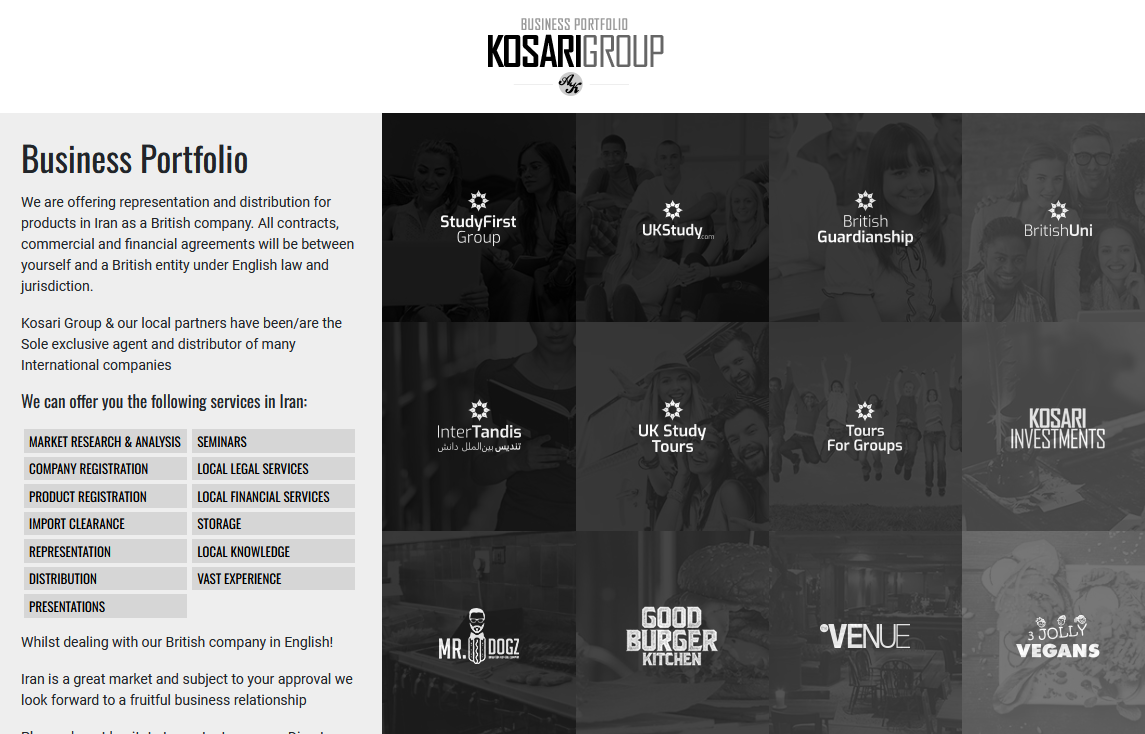 BUSINESS PORTFOLIO
KOSARIGROUP
AK
Business Portfolio
We are offering representation and distribution for
products in Iran as a British company. All contracts,
commercial and financial agreements will be between
yourself and a British entity under English law and
jurisdiction.
Kosari Group & our local partners have been/are the
Sole exclusive agent and distributor of many
International companies
We can offer you the following services in Iran:
MARKET RESEARCH & ANALYSIS
SEMINARS
COMPANY REGISTRATION
LOCAL LEGAL SERVICES
PRODUCT REGISTRATION
LOCAL FINANCIAL SERVICES
IMPORT CLEARANCE
STORAGE
REPRESENTATION
LOCAL KNOWLEDGE
DISTRIBUTION
VAST EXPERIENCE
PRESENTATIONS
Whilst dealing with our British company in English!
Iran is a great market and subject to your approval we
look forward to a fruitful business relationship
StudyFirst
Group
UKStudy.com
British
Guardianship
BritishUni
InterTandis
تندیس بین‌الملل دانش
UK Study
Tours
Tours
For Groups
KOSARI
INVESTMENTS
MR. DOGZ
GOOD
BURGER
KITCHEN
VENUE
3 JOLLY
VEGANS